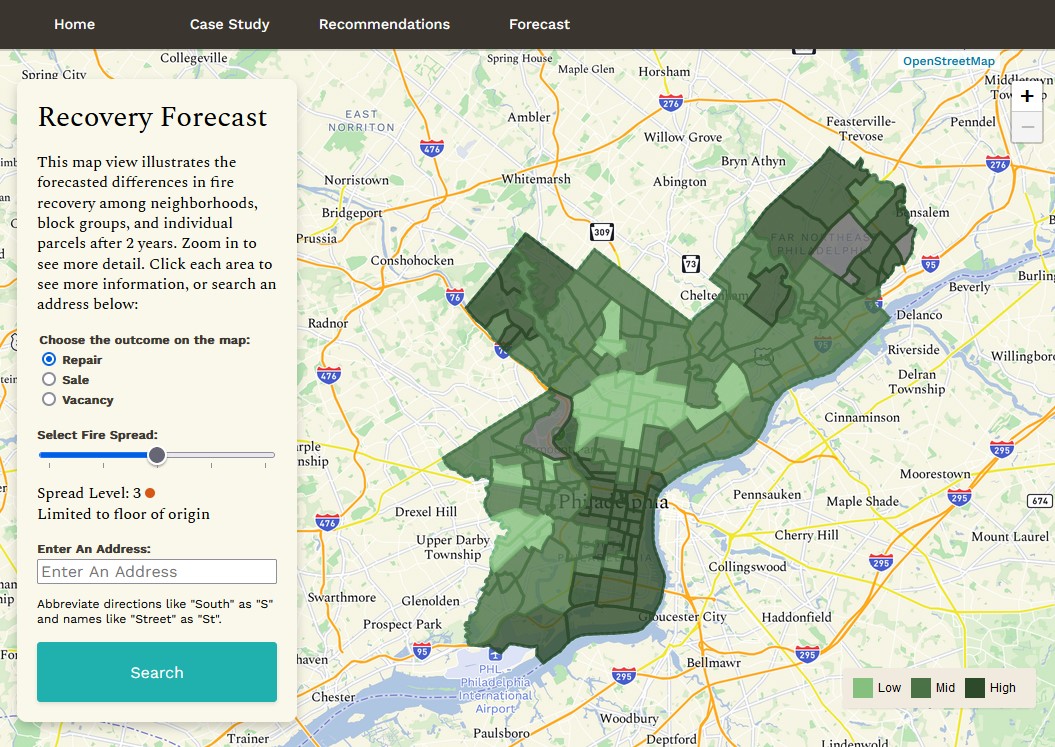 Home
Case Study
Recommendations
Forecast
OpenStreetMap
Recovery Forecast
This map view illustrates the
forecasted differences in fire
recovery among neighborhoods,
block groups, and individual
parcels after 2 years. Zoom in to
see more detail. Click each area to
see more information, or search an
address below:
Choose the outcome on the map:
Repair
Sale
Vacancy
Select Fire Spread:
Spread Level: 3
Limited to floor of origin
Enter An Address:
Enter An Address
Abbreviate directions like "South" as "S"
and names like "Street" as "St".
Search
+
−
Collegeville
Spring House
Maple Glen
Horsham
Spring City
276
EAST
NORRITON
Ambler
Feasterville-
Trevose
Penndel
Willow Grove
476
Bryn Athyn
276
Norristown
Whitemarsh
Abington
Bridgeport
Bensalem
309
Prussia
FAR NORTHEAST
PHILADELPHIA
Conshohocken
73
95
76
Cheltenham
Beverly
Delanco
Radnor
Riverside
Willingboro
476
Delran
Township
Cinnaminson
295
Moorestown
Philadelphia
Pennsauken
Maple Shade
295
674
Drexel Hill
476
Cherry Hill
Mount Laurel
Upper Darby
Township
295
Collingswood
Swarthmore
Glenolden
Gloucester City
Haddonfield
Prospect Park
95
295
Bellmawr
PHL -
Philadelphia
International
Airport
295
Low
Mid
High
Chester
Woodbury
Paulsboro
Trainer
Deptford
Lindenwold